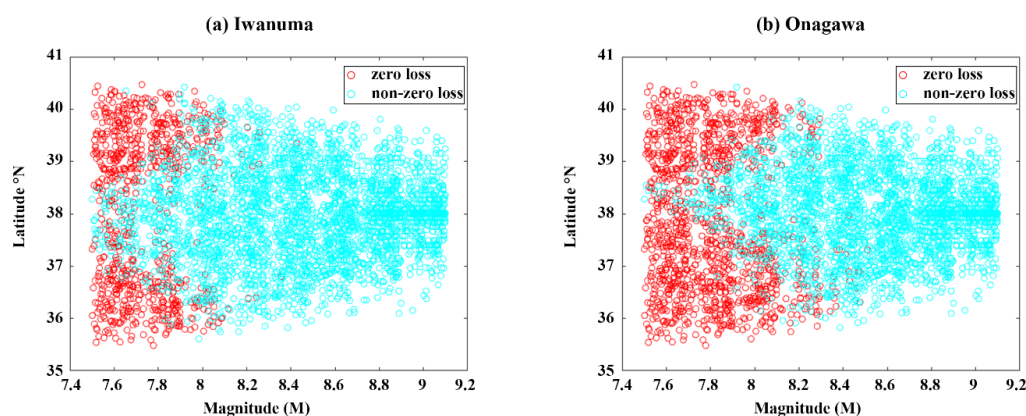 (a) Iwanuma
41
40
39
38
37
36
35
Latitude °N
zero loss
non-zero loss
7.4 7.6 7.8 8 8.2 8.4 8.6 8.8 9 9.2
Magnitude (M)
(b) Onagawa
41
40
39
38
37
36
35
Latitude °N
zero loss
non-zero loss
7.4 7.6 7.8 8 8.2 8.4 8.6 8.8 9 9.2
Magnitude (M)